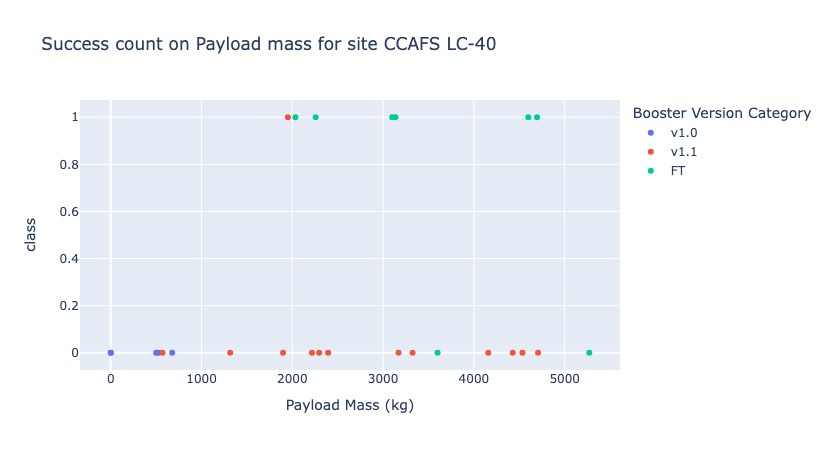 Success count on Payload mass for site CCAFS LC-40
Booster Version Category
v1.0
v1.1
FT
class
1
0.8
0.6
0.4
0.2
0
0
1000
2000
3000
4000
5000
Payload Mass (kg)